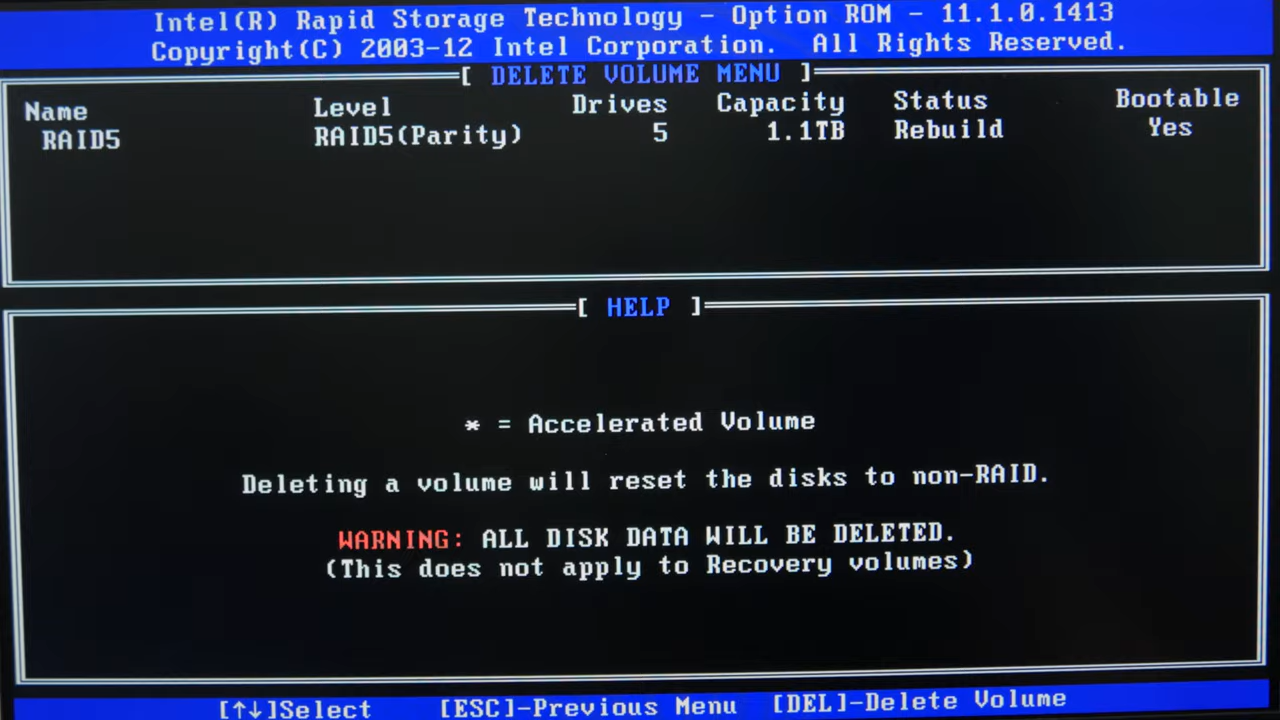 Intel(R) Rapid Storage Technology - Option ROM - 11.1.0.1413
Copyright(C) 2003-12 Intel Corporation.  All Rights Reserved.
[ DELETE VOLUME MENU ]
Name Level Drives Capacity Status Bootable
RAID5 RAID5(Parity) 5 1.1TB Rebuild Yes
[ HELP ]
* = Accelerated Volume
Deleting a volume will reset the disks to non-RAID.
WARNING: ALL DISK DATA WILL BE DELETED.
(This does not apply to Recovery volumes)
[↑↓]Select [ESC]-Previous Menu [DEL]-Delete Volume